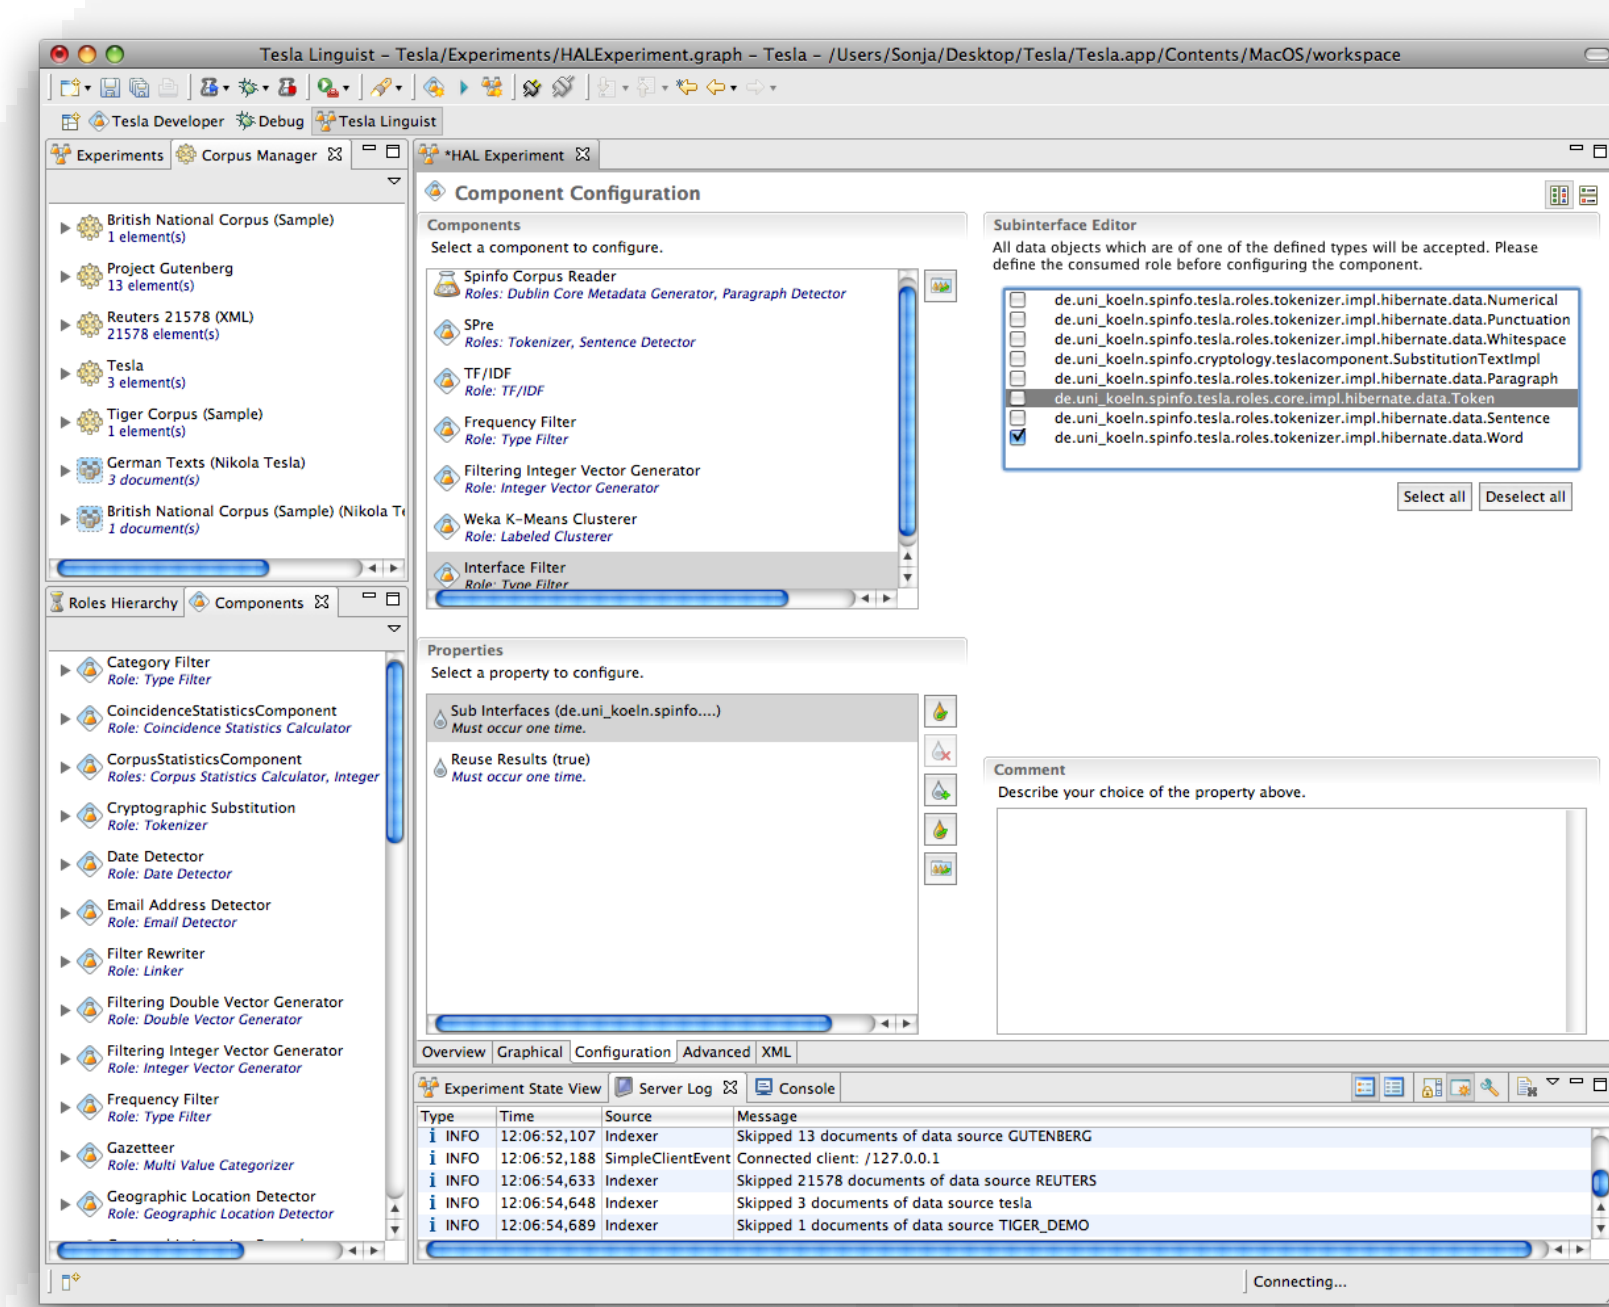 Tesla Linguist – Tesla/Experiments/HALExperiment.graph – Tesla – /Users/Sonja/Desktop/Tesla/Tesla.app/Contents/MacOS/workspace
Tesla Developer Debug Tesla Linguist
Experiments Corpus Manager
British National Corpus (Sample)
1 element(s)
Project Gutenberg
13 element(s)
Reuters 21578 (XML)
21578 element(s)
Tesla
3 element(s)
Tiger Corpus (Sample)
1 element(s)
German Texts (Nikola Tesla)
3 document(s)
British National Corpus (Sample) (Nikola Te
1 document(s)
Roles Hierarchy Components
Category Filter
Role: Type Filter
CoincidenceStatisticsComponent
Role: Coincidence Statistics Calculator
CorpusStatisticsComponent
Roles: Corpus Statistics Calculator, Integer
Cryptographic Substitution
Role: Tokenizer
Date Detector
Role: Date Detector
Email Address Detector
Role: Email Detector
Filter Rewriter
Role: Linker
Filtering Double Vector Generator
Role: Double Vector Generator
Filtering Integer Vector Generator
Role: Integer Vector Generator
Frequency Filter
Role: Type Filter
Gazetteer
Role: Multi Value Categorizer
Geographic Location Detector
Role: Geographic Location Detector
*HAL Experiment
Component Configuration
Components
Select a component to configure.
Spinfo Corpus Reader
Roles: Dublin Core Metadata Generator, Paragraph Detector
SPre
Roles: Tokenizer, Sentence Detector
TF/IDF
Role: TF/IDF
Frequency Filter
Role: Type Filter
Filtering Integer Vector Generator
Role: Integer Vector Generator
Weka K-Means Clusterer
Role: Labeled Clusterer
Interface Filter
Role: Type Filter
Properties
Select a property to configure.
Sub Interfaces (de.uni_koeln.spinfo....)
Must occur one time.
Reuse Results (true)
Must occur one time.
Subinterface Editor
All data objects which are of one of the defined types will be accepted. Please
define the consumed role before configuring the component.
de.uni_koeln.spinfo.tesla.roles.tokenizer.impl.hibernate.data.Numerical
de.uni_koeln.spinfo.tesla.roles.tokenizer.impl.hibernate.data.Punctuation
de.uni_koeln.spinfo.tesla.roles.tokenizer.impl.hibernate.data.Whitespace
de.uni_koeln.spinfo.cryptology.teslacomponent.SubstitutionTextImpl
de.uni_koeln.spinfo.tesla.roles.tokenizer.impl.hibernate.data.Paragraph
de.uni_koeln.spinfo.tesla.roles.core.impl.hibernate.data.Token
de.uni_koeln.spinfo.tesla.roles.tokenizer.impl.hibernate.data.Sentence
de.uni_koeln.spinfo.tesla.roles.tokenizer.impl.hibernate.data.Word
Select all Deselect all
Comment
Describe your choice of the property above.
Overview Graphical Configuration Advanced XML
Experiment State View Server Log Console
Type Time Source Message
INFO 12:06:52,107 Indexer Skipped 13 documents of data source GUTENBERG
INFO 12:06:52,188 SimpleClientEvent Connected client: /127.0.0.1
INFO 12:06:54,633 Indexer Skipped 21578 documents of data source REUTERS
INFO 12:06:54,648 Indexer Skipped 3 documents of data source tesla
INFO 12:06:54,689 Indexer Skipped 1 documents of data source TIGER_DEMO
Connecting...